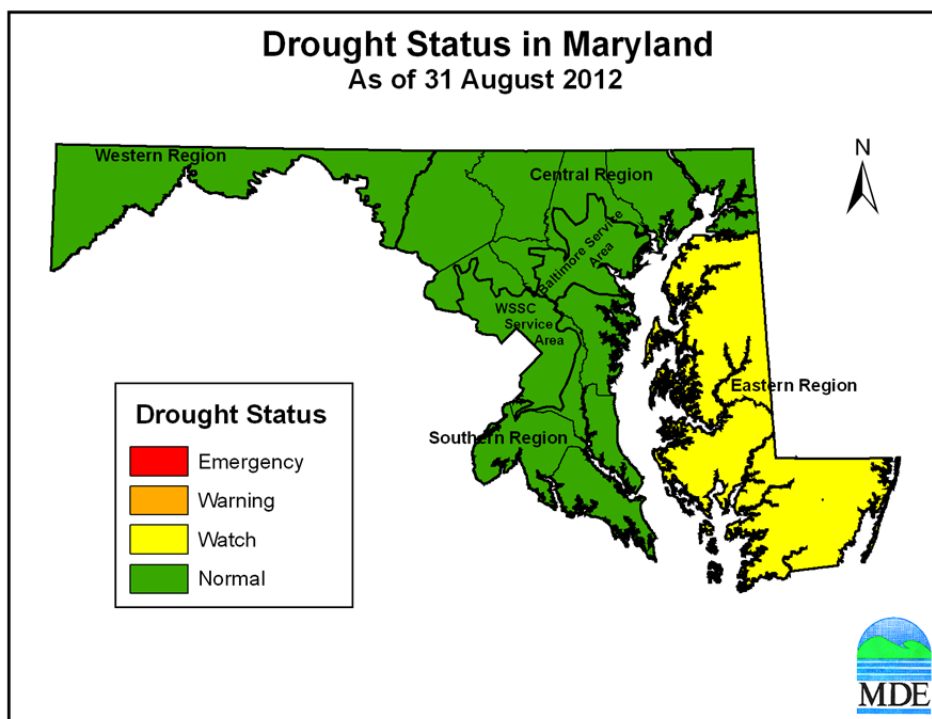 Drought Status in Maryland
As of 31 August 2012
Western Region
Central Region
N
Baltimore Service
Area
WSSC
Service
Area
Eastern Region
Southern Region
Drought Status
Emergency
Warning
Watch
Normal
MDE